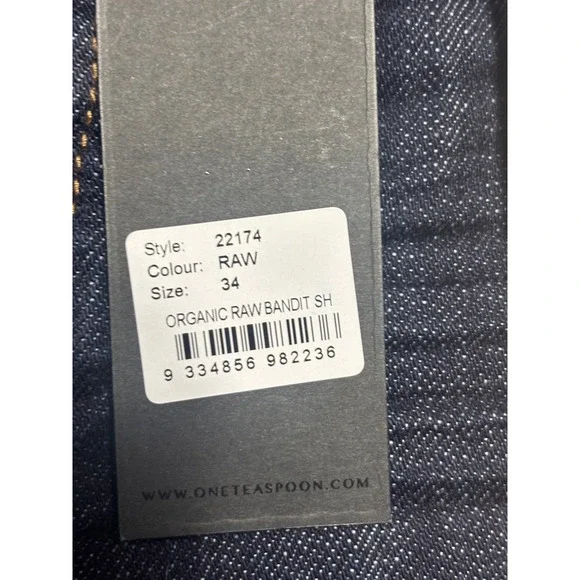 Style: 22174
Colour: RAW
Size: 34
ORGANIC RAW BANDIT SH
9 334856 982236
WWW.ONETEASPOON.COM